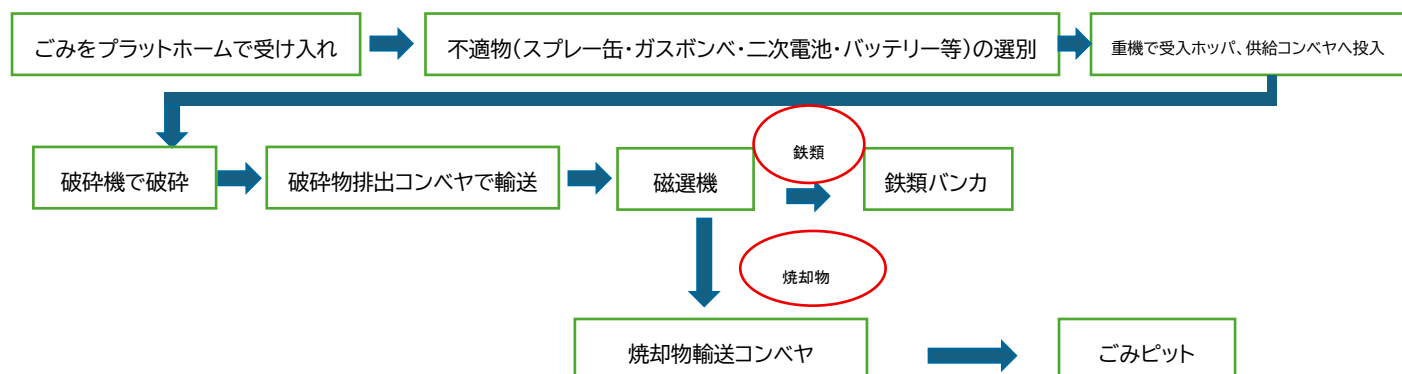 ごみをプラットホームで受け入れ
不適物(スプレー缶・ガスボンベ・二次電池・バッテリー等)の選別
重機で受入ホッパ、供給コンベヤへ投入
破砕機で破砕
破砕物排出コンベヤで輸送
磁選機
鉄類
鉄類バンカ
焼却物
焼却物輸送コンベヤ
ごみピット